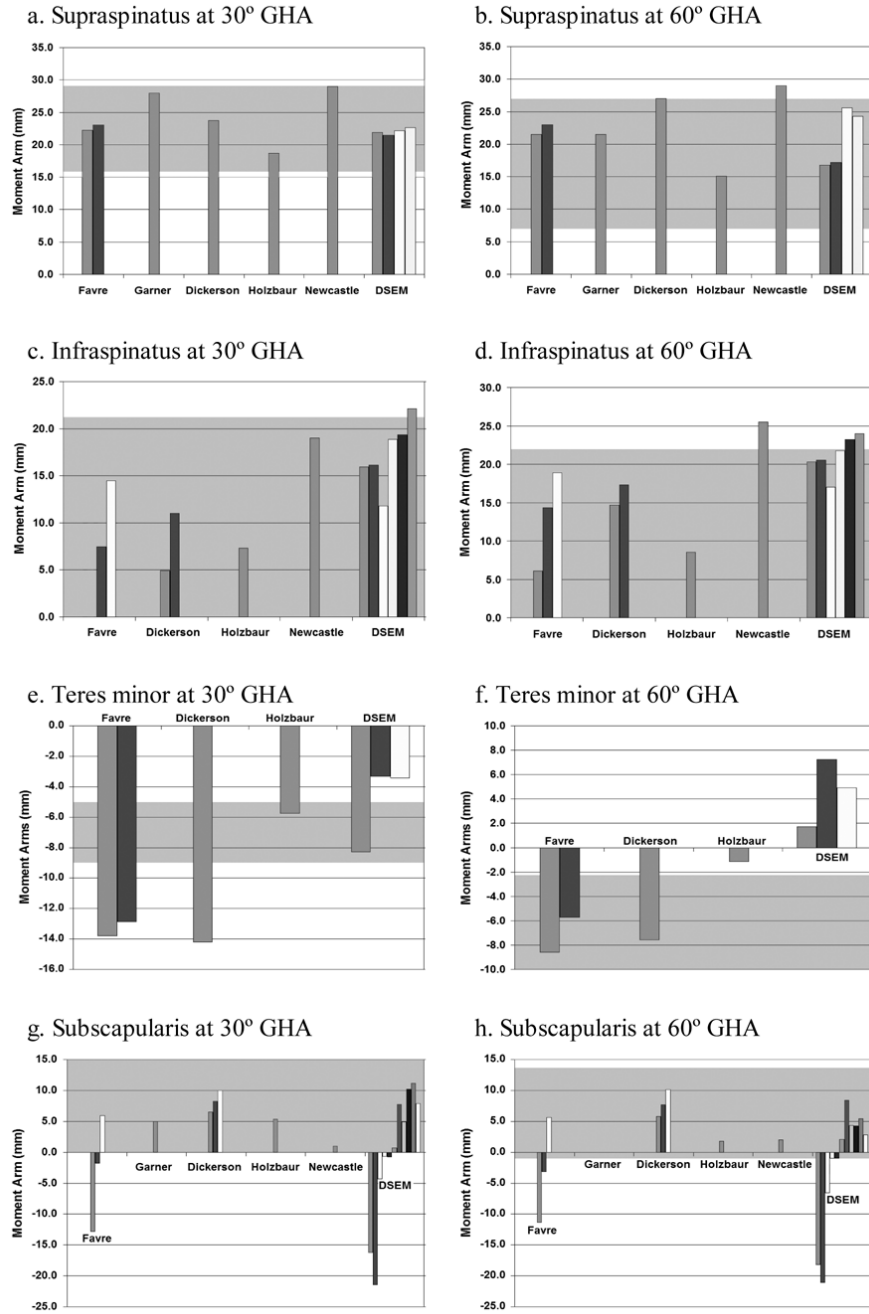 a. Supraspinatus at 30º GHA
35.0
30.0
25.0
20.0
15.0
10.0
5.0
0.0
Moment Arm (mm)
Favre Garner Dickerson Holzbaur Newcastle DSEM
b. Supraspinatus at 60º GHA
35.0
30.0
25.0
20.0
15.0
10.0
5.0
0.0
Moment Arm (mm)
Favre Garner Dickerson Holzbaur Newcastle DSEM
c. Infraspinatus at 30º GHA
25.0
20.0
15.0
10.0
5.0
0.0
Moment Arm (mm)
Favre Dickerson Holzbaur Newcastle DSEM
d. Infraspinatus at 60º GHA
30.0
25.0
20.0
15.0
10.0
5.0
0.0
Moment Arm (mm)
Favre Dickerson Holzbaur Newcastle DSEM
e. Teres minor at 30º GHA
Favre Dickerson Holzbaur DSEM
0.0
-2.0
-4.0
-6.0
-8.0
-10.0
-12.0
-14.0
-16.0
Moment Arms (mm)
f. Teres minor at 60º GHA
10.0
8.0
6.0
4.0
2.0
0.0
-2.0
-4.0
-6.0
-8.0
-10.0
Moment Arms (mm)
Favre Dickerson Holzbaur DSEM
g. Subscapularis at 30º GHA
15.0
10.0
5.0
0.0
-5.0
-10.0
-15.0
-20.0
-25.0
Moment Arm (mm)
Garner Dickerson Holzbaur Newcastle
DSEM
Favre
h. Subscapularis at 60º GHA
15.0
10.0
5.0
0.0
-5.0
-10.0
-15.0
-20.0
-25.0
Moment Arm (mm)
Garner Dickerson Holzbaur Newcastle
DSEM
Favre